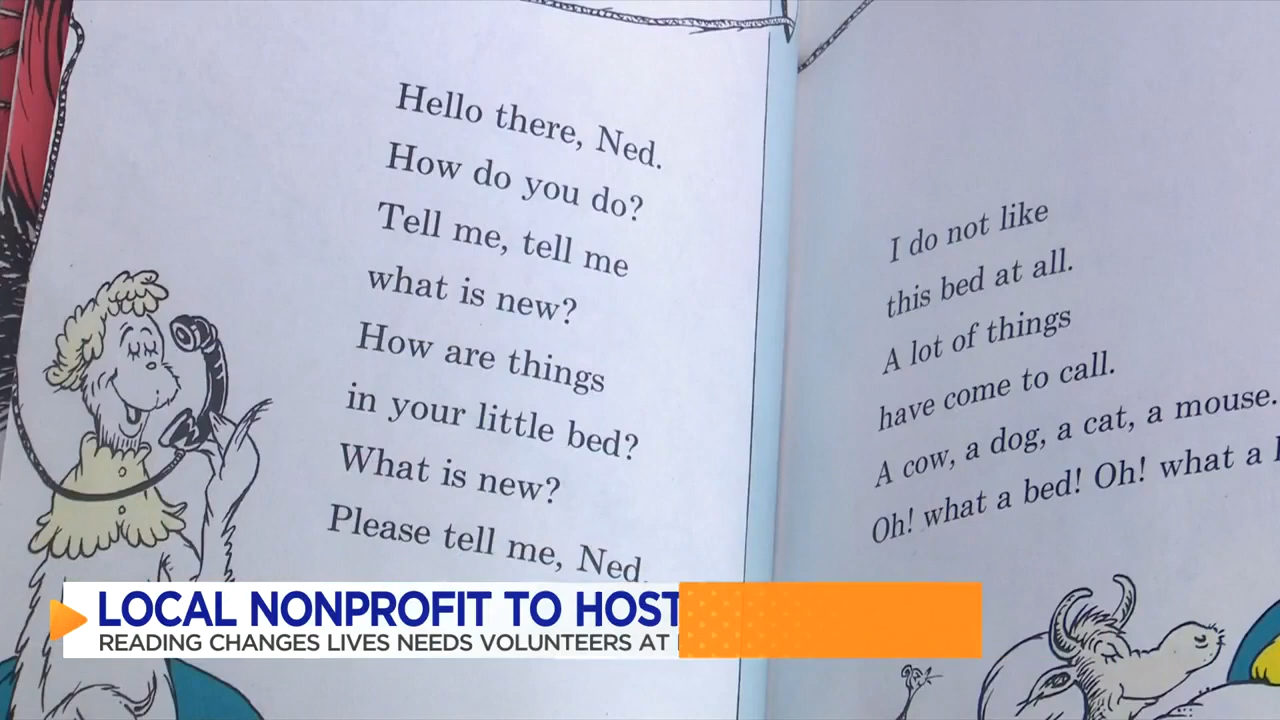 Hello there, Ned.
How do you do?
Tell me, tell me
what is new?
How are things
in your little bed?
What is new?
Please tell me, Ned.
I do not like
this bed at all.
A lot of things
have come to call.
A cow, a dog, a cat, a mouse.
Oh! what a bed! Oh! what a
LOCAL NONPROFIT TO HOST
READING CHANGES LIVES NEEDS VOLUNTEERS AT